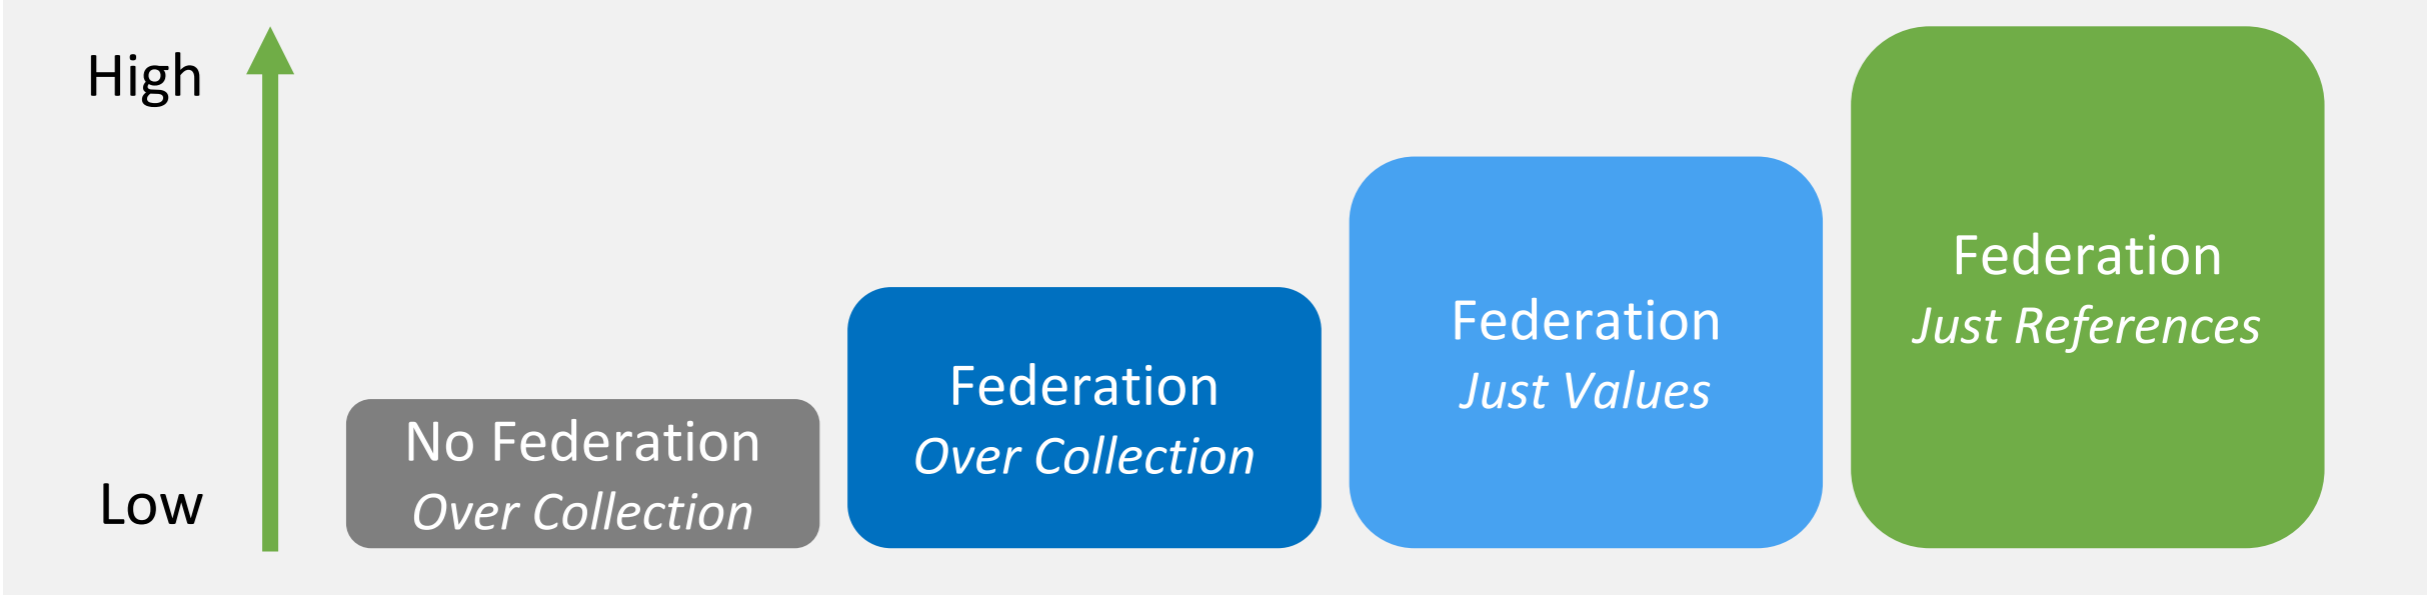 High
Low
No Federation
Over Collection
Federation
Over Collection
Federation
Just Values
Federation
Just References